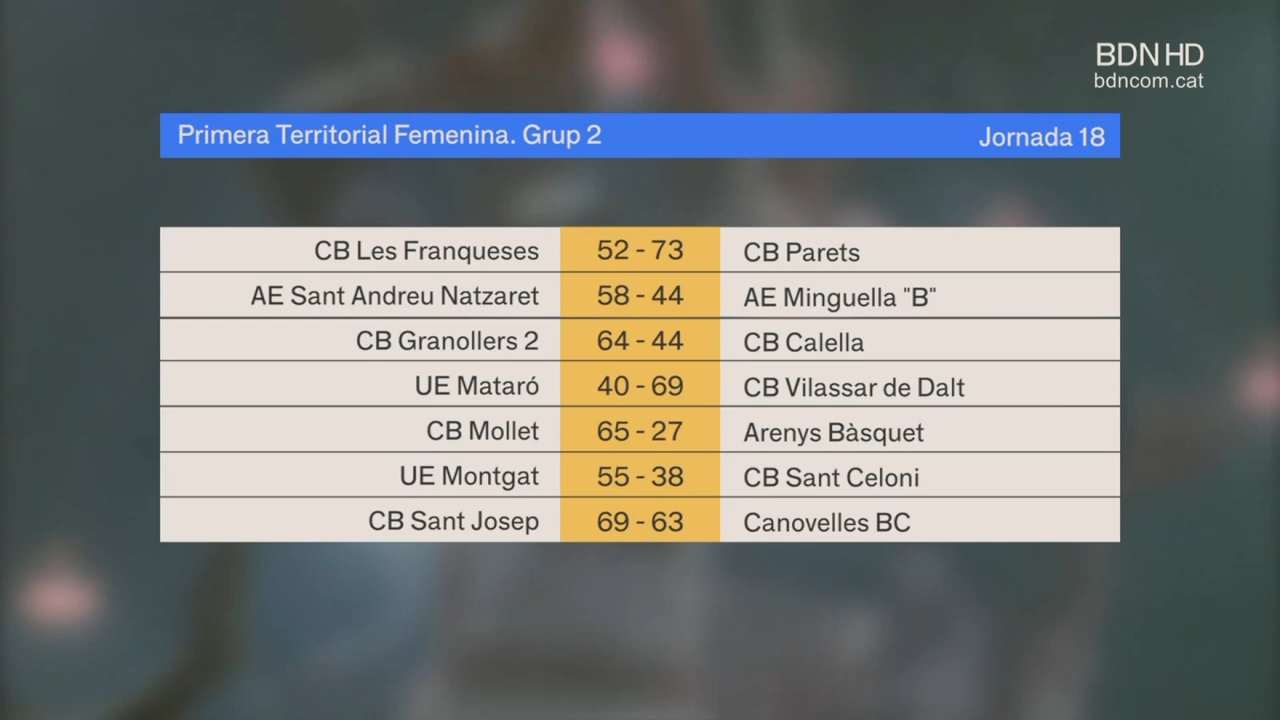 BDN HD
bdncom.cat
Primera Territorial Femenina. Grup 2 Jornada 18
CB Les Franqueses 52 - 73 CB Parets
AE Sant Andreu Natzaret 58 - 44 AE Minguella "B"
CB Granollers 2 64 - 44 CB Calella
UE Mataró 40 - 69 CB Vilassar de Dalt
CB Mollet 65 - 27 Arenys Bàsquet
UE Montgat 55 - 38 CB Sant Celoni
CB Sant Josep 69 - 63 Canovelles BC